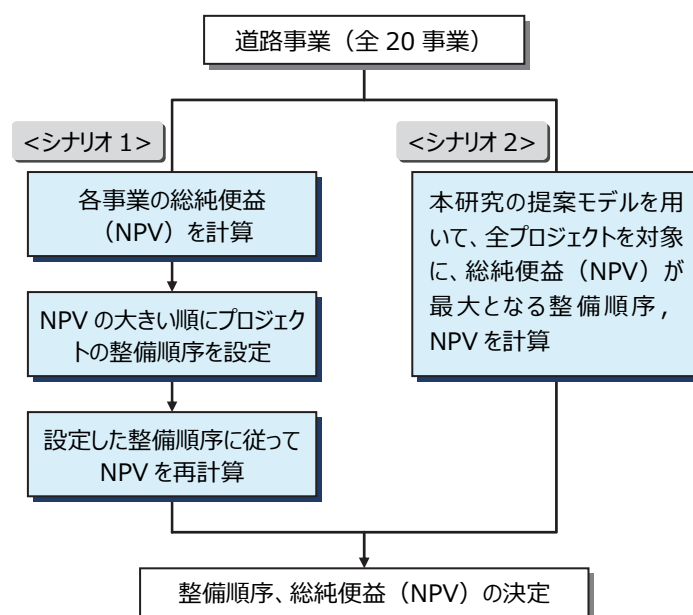 道路事業（全 20 事業）
<シナリオ 1>
各事業の総純便益
（NPV）を計算
NPV の大きい順にプロジェク
トの整備順序を設定
設定した整備順序に従って
NPV を再計算
<シナリオ 2>
本研究の提案モデルを用
いて、全プロジェクトを対象
に、総純便益（NPV）が
最大となる整備順序，
NPV を計算
整備順序、総純便益（NPV）の決定